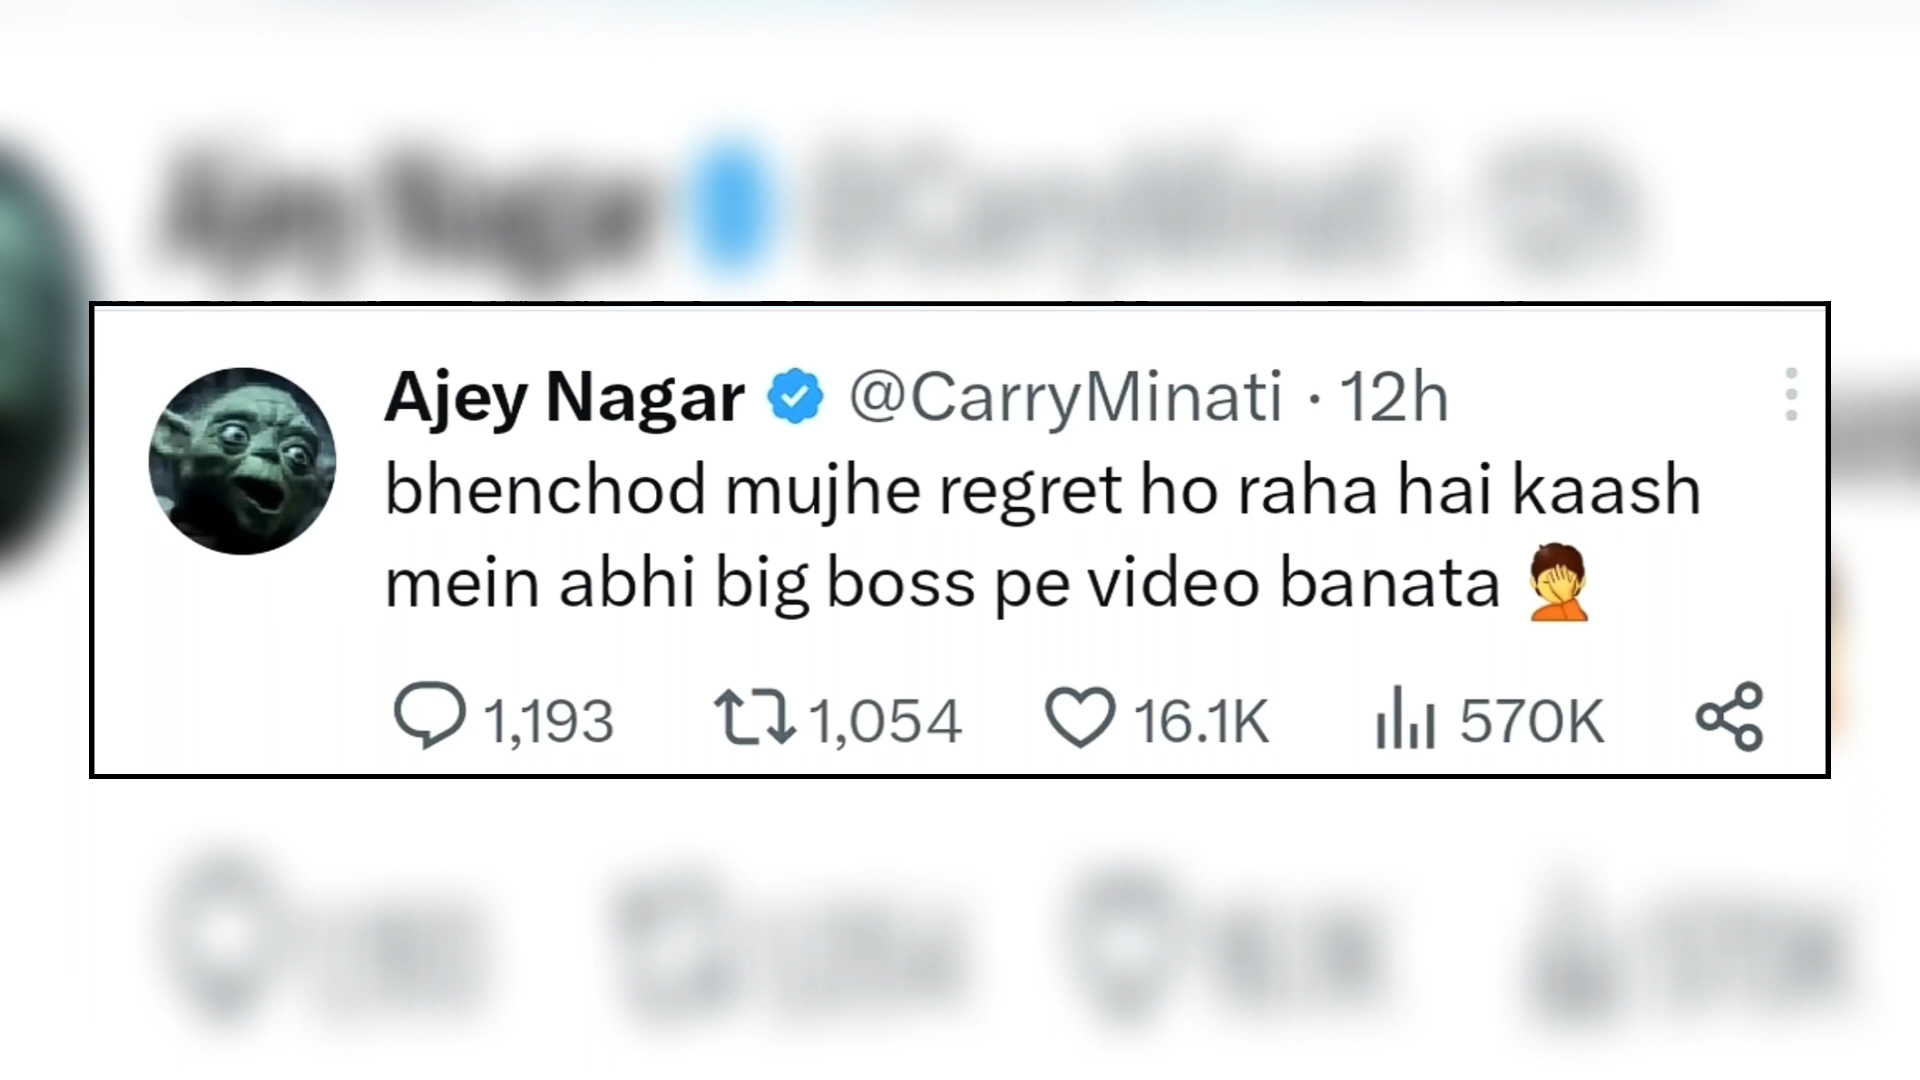 Ajey Nagar @CarryMinati · 12h
bhenchod mujhe regret ho raha hai kaash
mein abhi big boss pe video banata 🤦
1,193 1,054 16.1K 570K